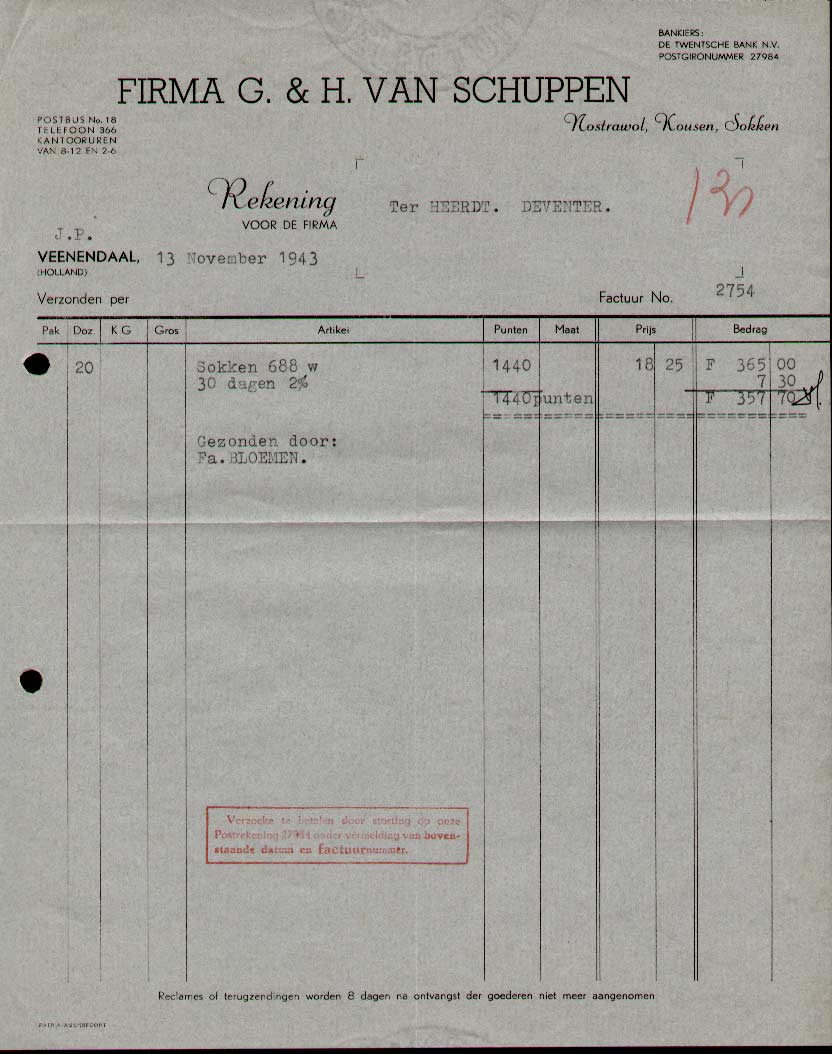 BANKIERS:
DE TWENTSCHE BANK N.V.
POSTGIRONUMMER 27984
FIRMA G. & H. VAN SCHUPPEN
POSTBUS No. 18
TELEFOON 366
KANTOORUREN
VAN 8-12 EN 2-6
Nostrawol, Kousen, Sokken
Rekening
VOOR DE FIRMA
Ter HEERDT. DEVENTER.
J.P.
VEENENDAAL, 13 November 1943
(HOLLAND)
Verzonden per
Factuur No. 2754
Pak Doz. K G Gros Artikel Punten Maat Prijs Bedrag
20 Sokken 688 w 1440 18 25 F 365 00
30 dagen 2% 7 30
1440punten F 357 70
Gezonden door:
Fa.BLOEMEN.
Verzoeke te betalen door storting op onze
Postrekening 27984 onder vermelding van boven-
staande datum en factuurnummer.
Reclames of terugzendingen worden 8 dagen na ontvangst der goederen niet meer aangenomen